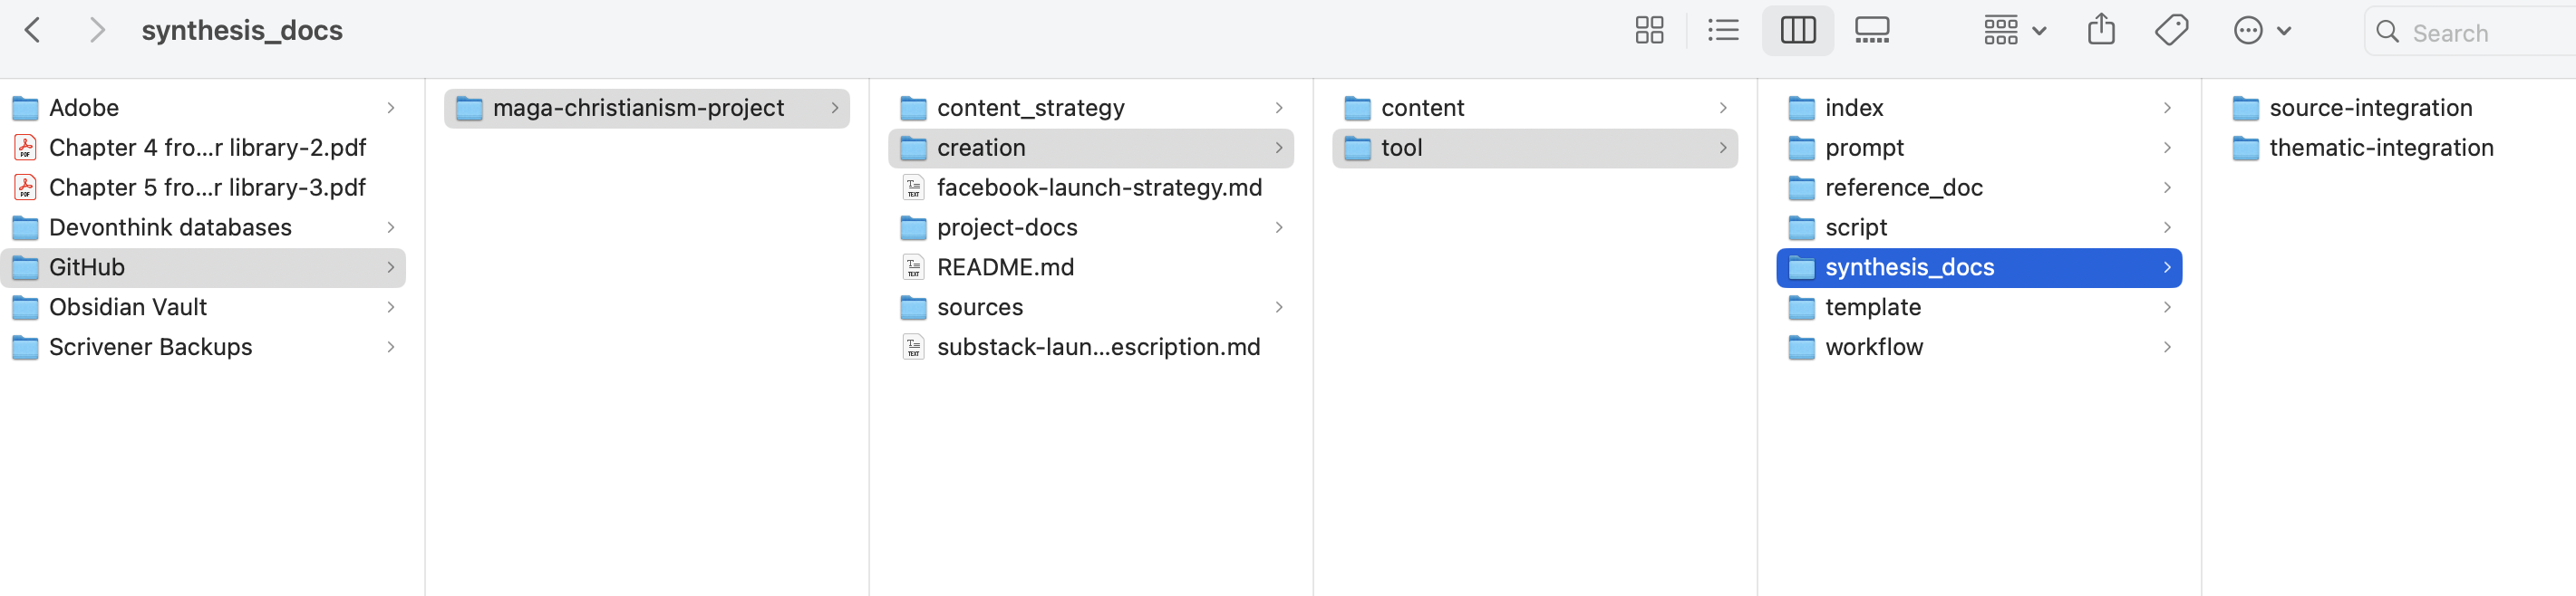 synthesis_docs
Search
Adobe
Chapter 4 fro...r library-2.pdf
Chapter 5 fro...r library-3.pdf
Devonthink databases
GitHub
Obsidian Vault
Scrivener Backups
maga-christianism-project
content_strategy
creation
facebook-launch-strategy.md
project-docs
README.md
sources
substack-laun...escription.md
content
tool
index
prompt
reference_doc
script
synthesis_docs
template
workflow
source-integration
thematic-integration